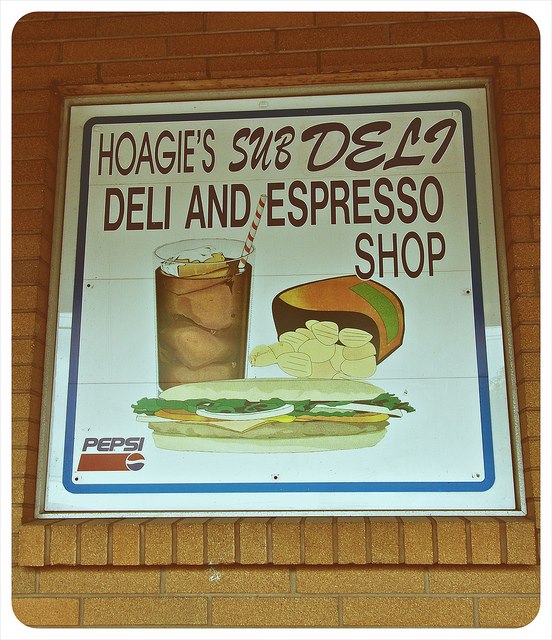 HOAGIE'S SUB DELI
DELI AND ESPRESSO
SHOP
PEPSI